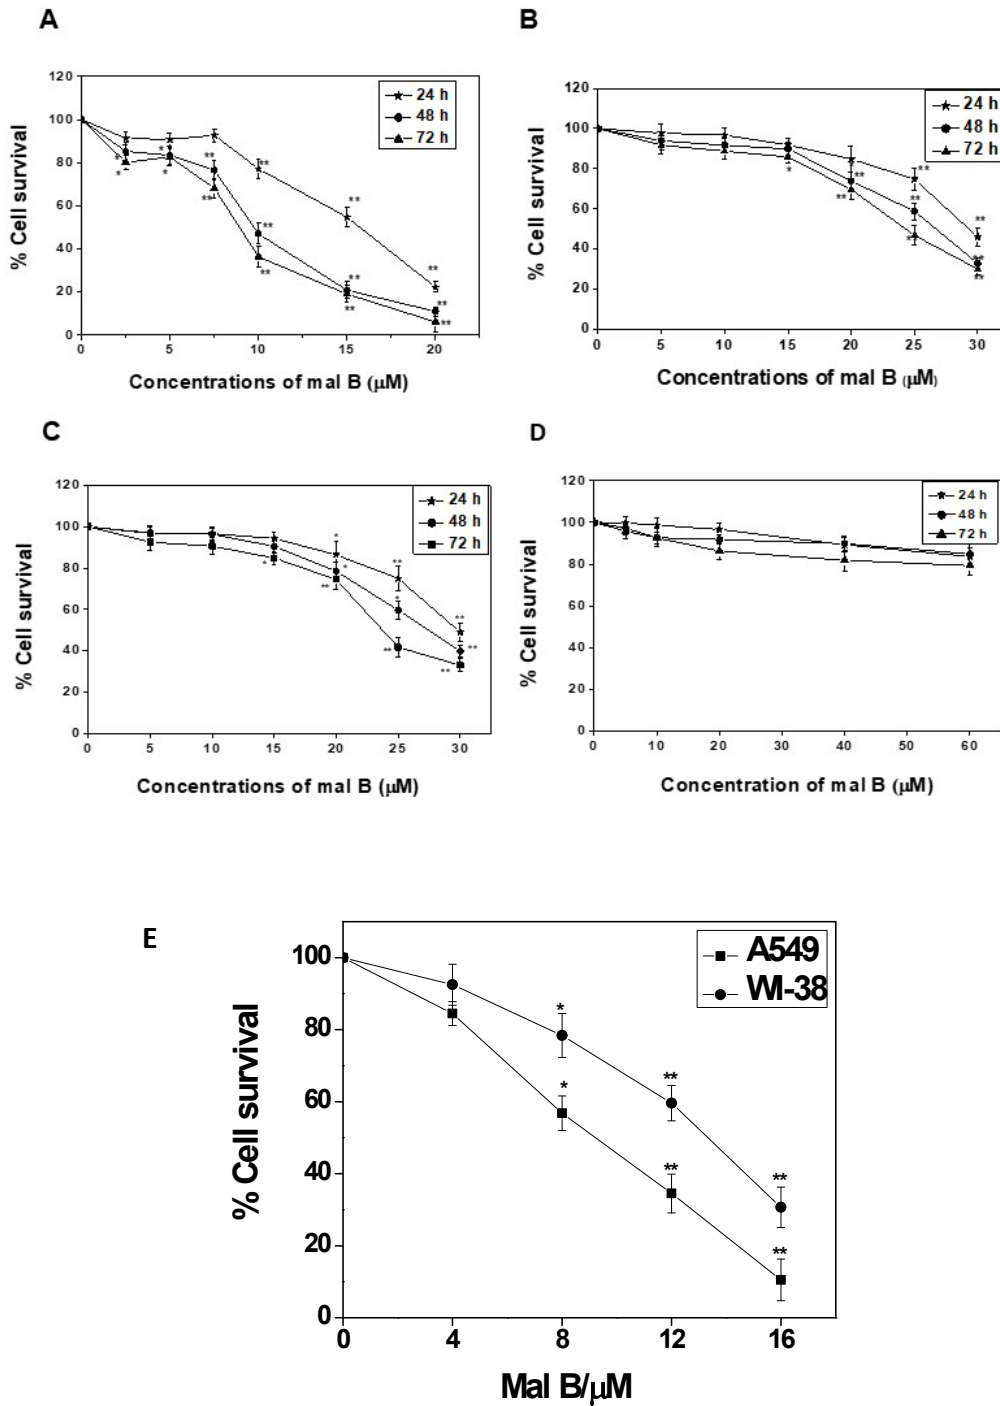 A
120
100
80
60
40
20
0
0 5 10 15 20
% Cell survival
Concentrations of mal B (μM)
24 h
48 h
72 h
B
120
100
80
60
40
20
0
0 5 10 15 20 25 30
% Cell survival
Concentrations of mal B (μM)
24 h
48 h
72 h
C
120
100
80
60
40
20
0
0 5 10 15 20 25 30
% Cell survival
Concentrations of mal B (μM)
24 h
48 h
72 h
D
120
100
80
60
40
20
0
0 10 20 30 40 50 60
% Cell survival
Concentration of mal B (μM)
24 h
48 h
72 h
E
100
80
60
40
20
0
0 4 8 12 16
% Cell survival
Mal B/μM
A549
WI-38